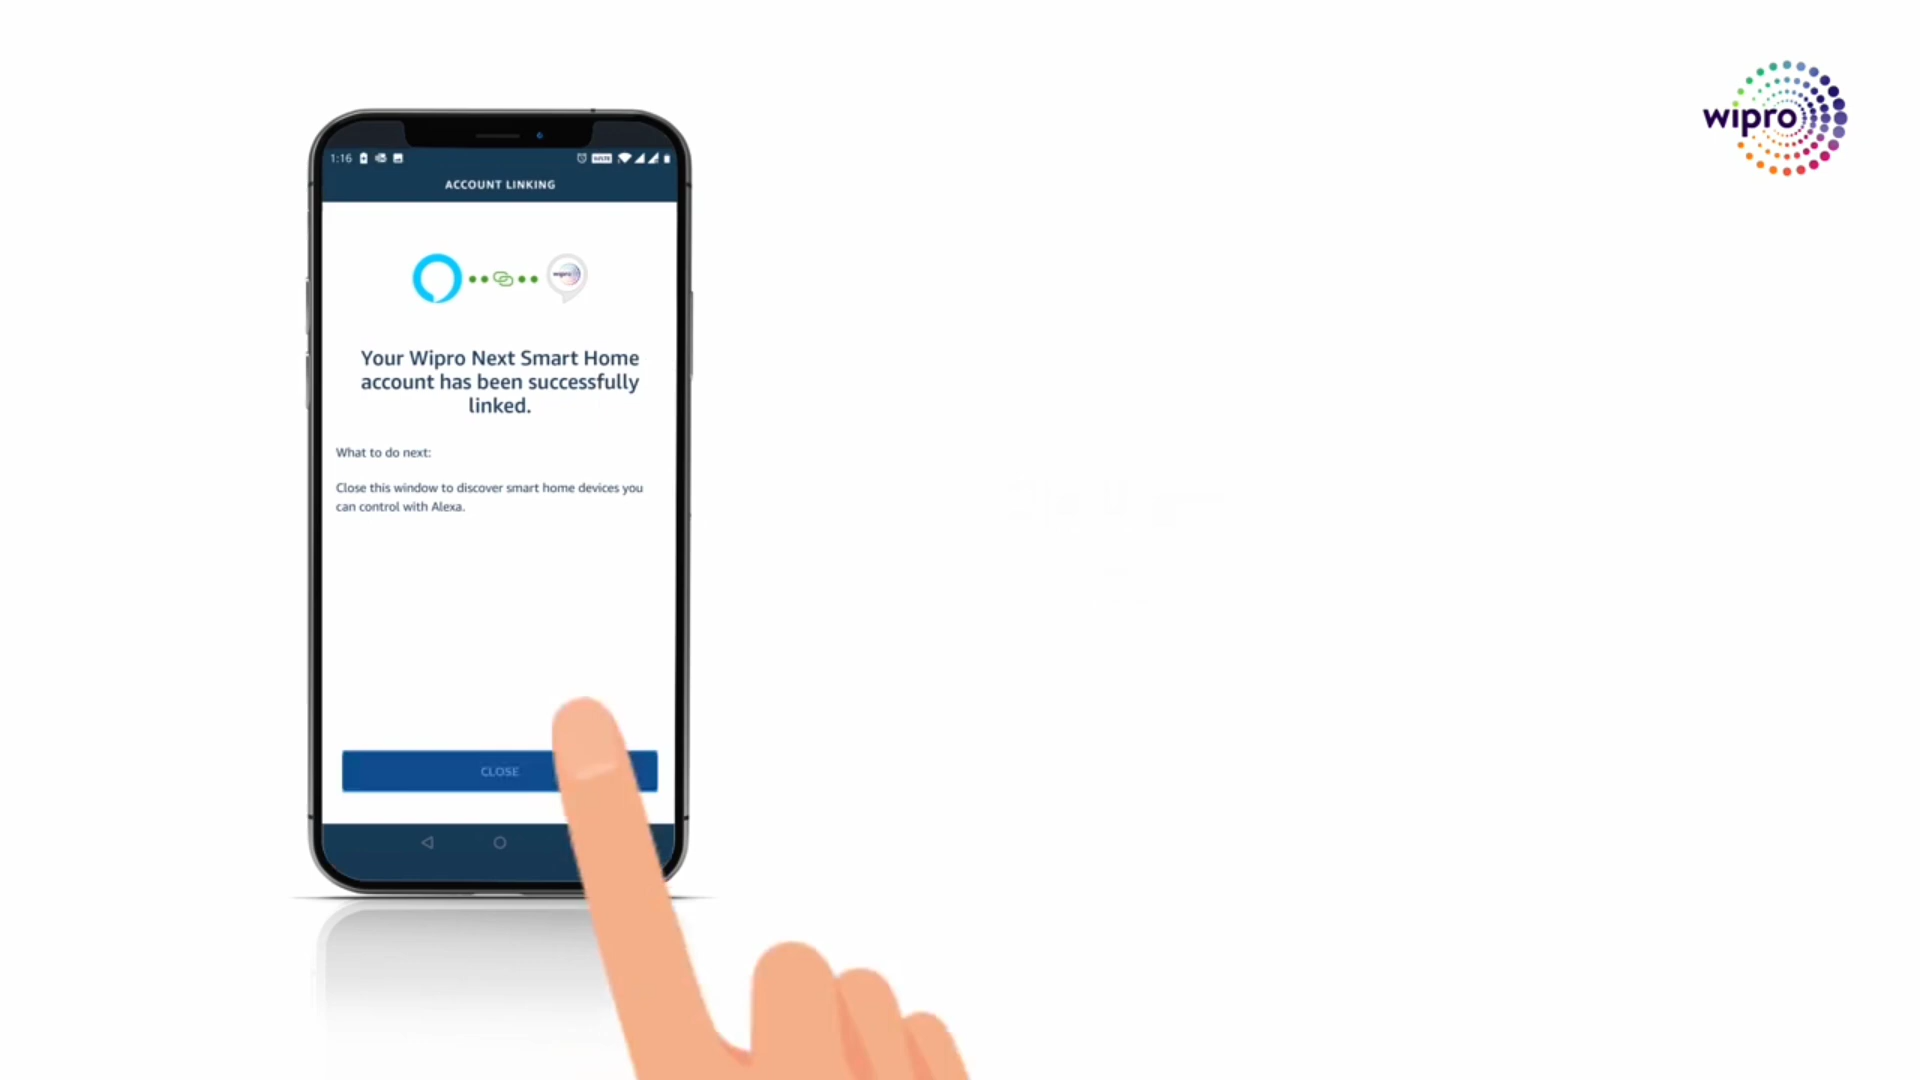 wipro
1:16
ACCOUNT LINKING
wipro
Your Wipro Next Smart Home
account has been successfully
linked.
What to do next:
Close this window to discover smart home devices you
can control with Alexa.
CLOSE